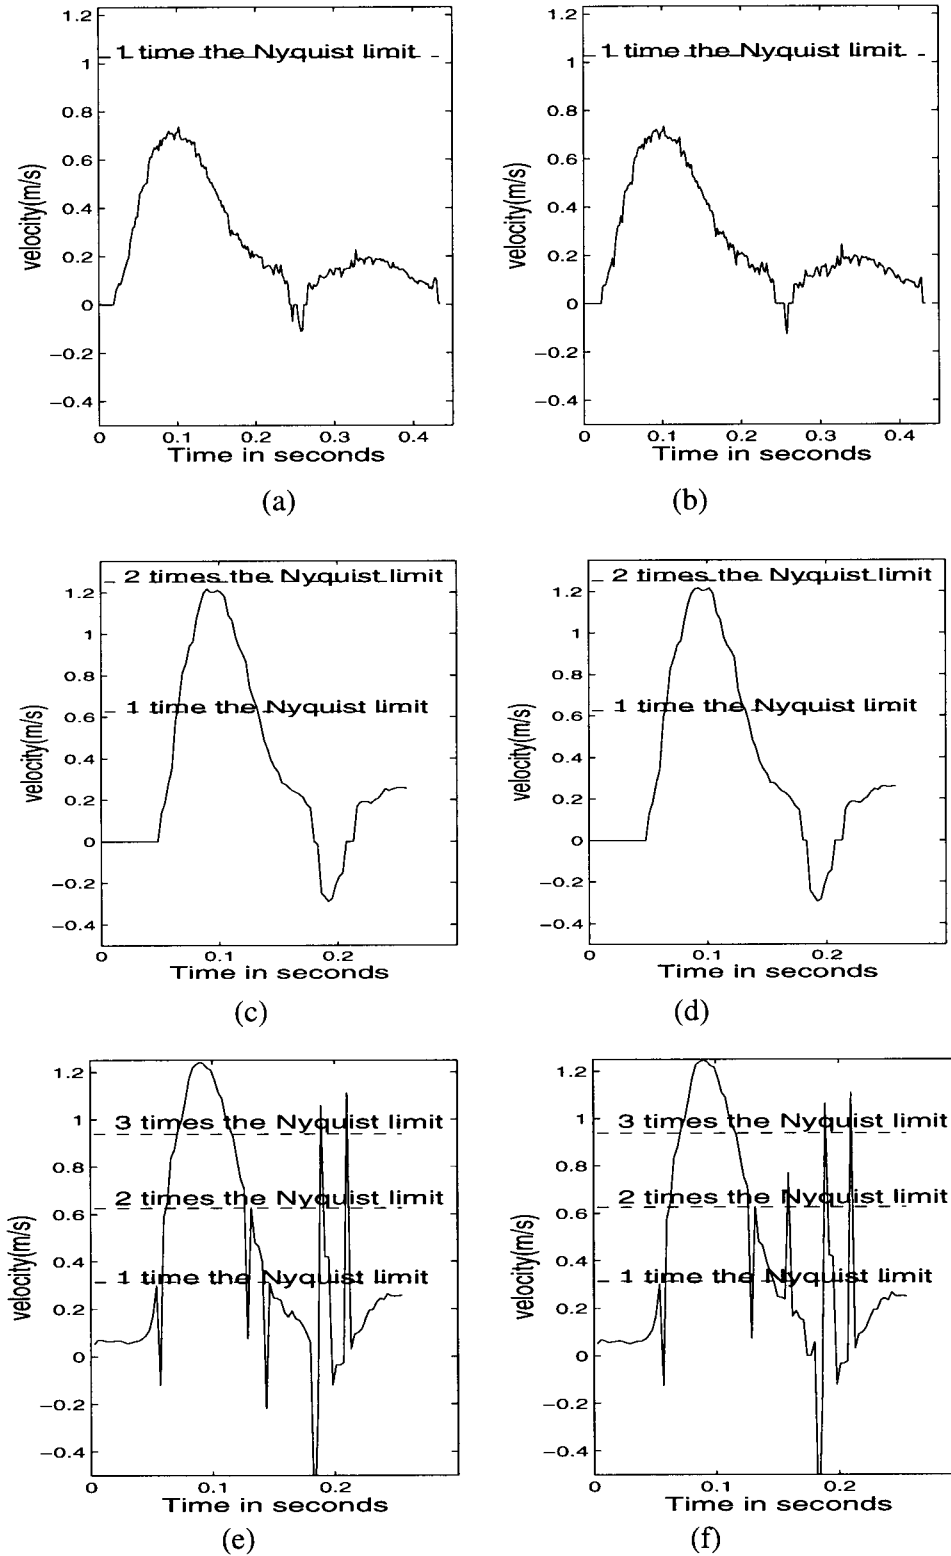 1.2
1 time the Nyquist limit
1
0.8
0.6
0.4
0.2
0
−0.2
−0.4
velocity(m/s)
0 0.1 0.2 0.3 0.4
Time in seconds
(a)
1.2
1 time the Nyquist limit
1
0.8
0.6
0.4
0.2
0
−0.2
−0.4
velocity(m/s)
0 0.1 0.2 0.3 0.4
Time in seconds
(b)
2 times the Nyquist limit
1.2
1
0.8
1 time the Nyquist limit
0.6
0.4
0.2
0
−0.2
−0.4
velocity(m/s)
0 0.1 0.2
Time in seconds
(c)
2 times the Nyquist limit
1.2
1
0.8
1 time the Nyquist limit
0.6
0.4
0.2
0
−0.2
−0.4
velocity(m/s)
0 0.1 0.2
Time in seconds
(d)
1.2
3 times the Nyquist limit
1
0.8
2 times the Nyquist limit
0.6
0.4
1 time the Nyquist limit
0.2
0
−0.2
−0.4
velocity(m/s)
0 0.1 0.2
Time in seconds
(e)
1.2
3 times the Nyquist limit
1
0.8
2 times the Nyquist limit
0.6
0.4
1 time the Nyquist limit
0.2
0
−0.2
−0.4
velocity(m/s)
0 0.1 0.2
Time in seconds
(f)